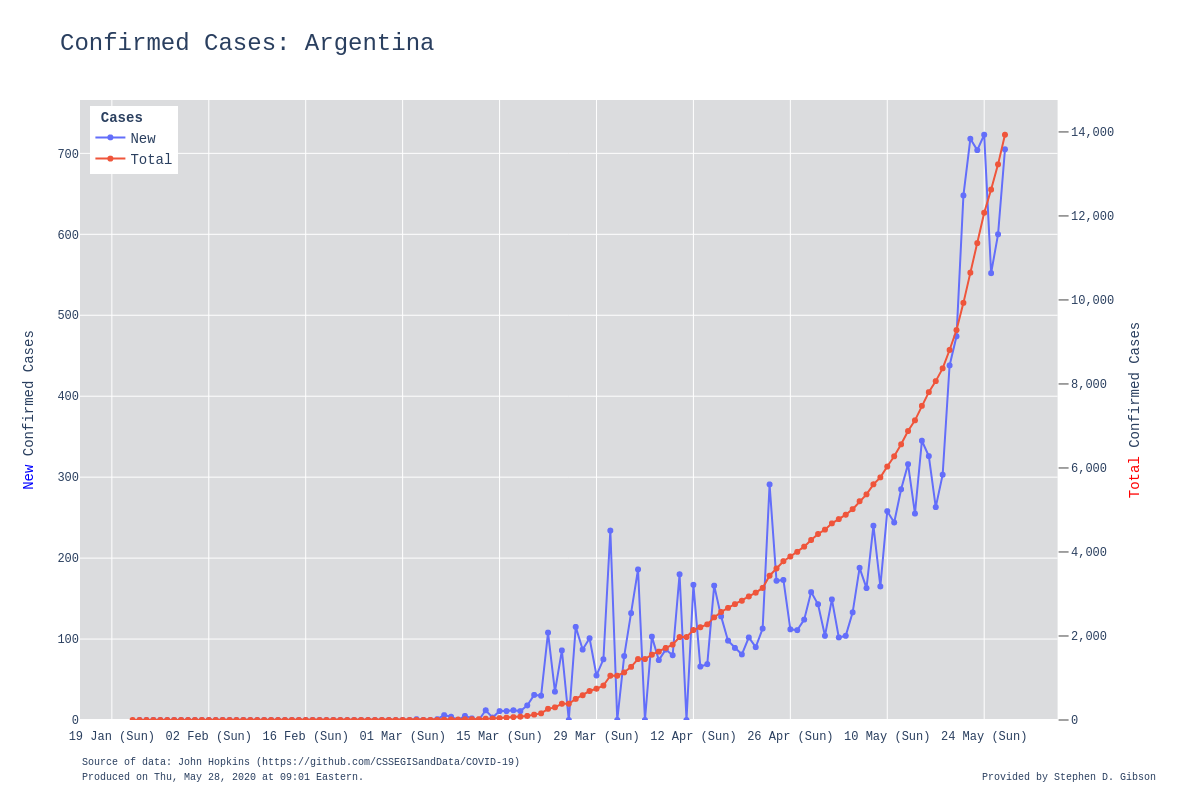 Confirmed Cases: Argentina
Cases
New
Total
700
600
500
400
300
200
100
0
14,000
12,000
10,000
8,000
6,000
4,000
2,000
0
New Confirmed Cases
Total Confirmed Cases
19 Jan (Sun) 02 Feb (Sun) 16 Feb (Sun) 01 Mar (Sun) 15 Mar (Sun) 29 Mar (Sun) 12 Apr (Sun) 26 Apr (Sun) 10 May (Sun) 24 May (Sun)
Source of data: John Hopkins (https://github.com/CSSEGISandData/COVID-19)
Produced on Thu, May 28, 2020 at 09:01 Eastern.
Provided by Stephen D. Gibson